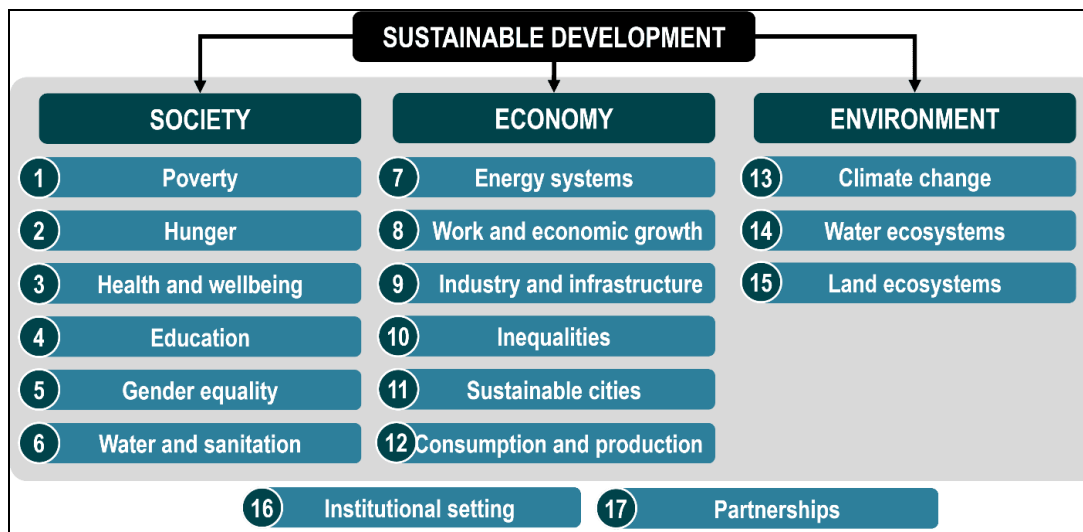 SUSTAINABLE DEVELOPMENT
SOCIETY
1 Poverty
2 Hunger
3 Health and wellbeing
4 Education
5 Gender equality
6 Water and sanitation
ECONOMY
7 Energy systems
8 Work and economic growth
9 Industry and infrastructure
10 Inequalities
11 Sustainable cities
12 Consumption and production
ENVIRONMENT
13 Climate change
14 Water ecosystems
15 Land ecosystems
16 Institutional setting
17 Partnerships